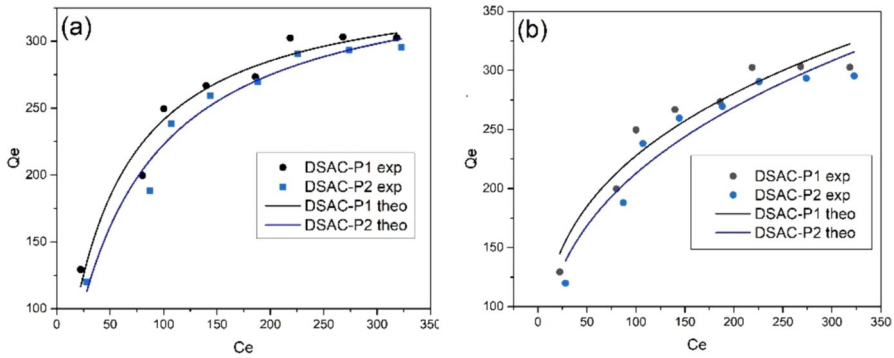 (a)
300
250
200
150
100
Qe
0 50 100 150 200 250 300 350
Ce
DSAC-P1 exp
DSAC-P2 exp
DSAC-P1 theo
DSAC-P2 theo
(b)
350
300
250
200
150
100
Qe
0 50 100 150 200 250 300 350
Ce
DSAC-P1 exp
DSAC-P2 exp
DSAC-P1 theo
DSAC-P2 theo